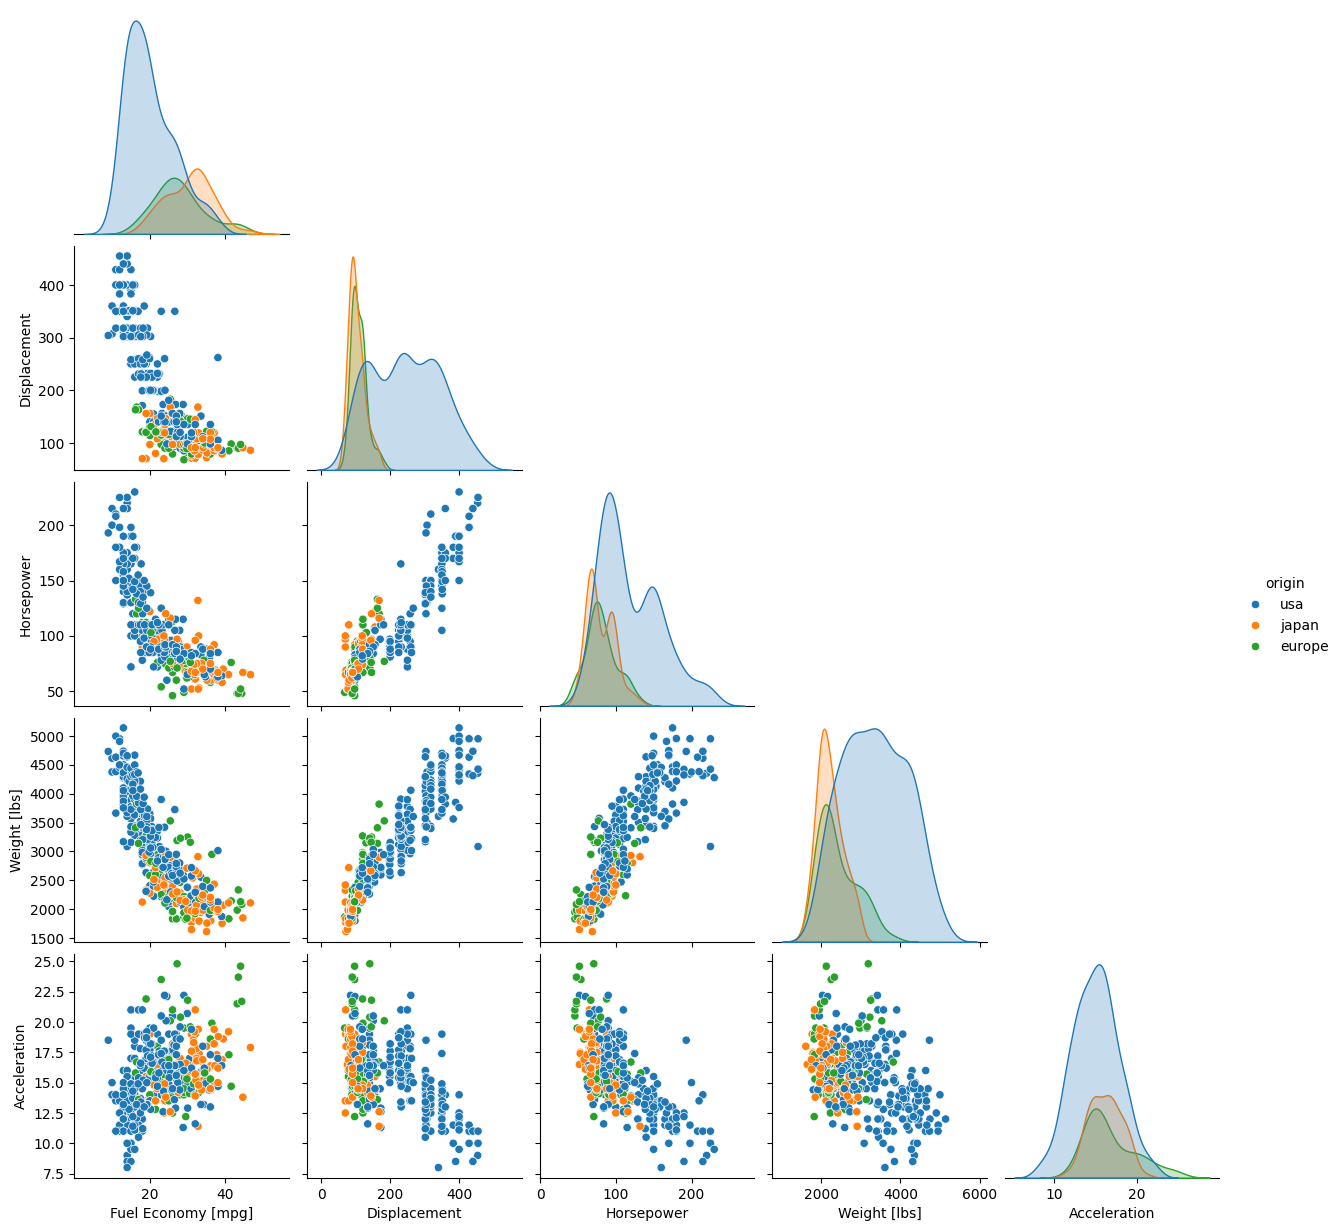 Displacement
400
300
200
100
Horsepower
200
150
100
50
origin
usa
japan
europe
Weight [lbs]
5000
4500
4000
3500
3000
2500
2000
1500
Acceleration
25.0
22.5
20.0
17.5
15.0
12.5
10.0
7.5
20 40
Fuel Economy [mpg]
0 200 400
Displacement
0 100 200
Horsepower
2000 4000 6000
Weight [lbs]
10 20
Acceleration